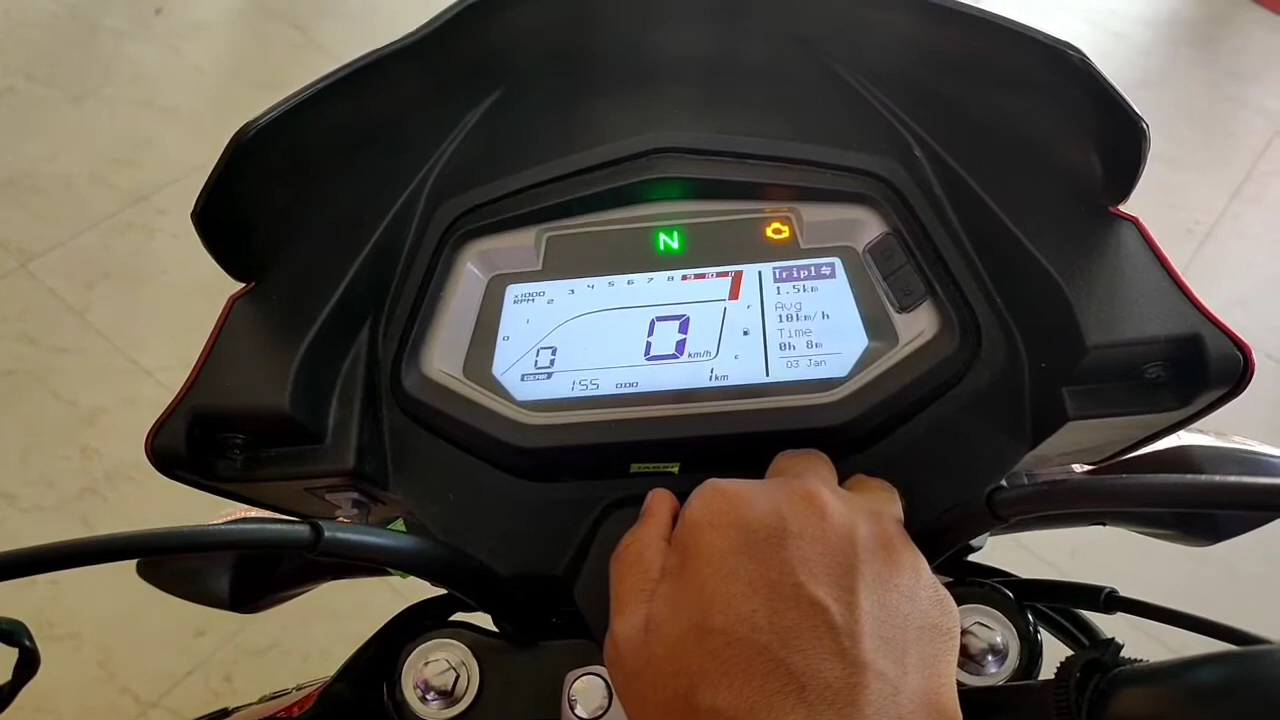 N
x1000
RPM
0 1 2 3 4 5 6 7 8 9 10 11
Trip1
1.5km
Avg
10km/h
Time
0h 8m
03 Jan
F
E
0
GEAR
0 km/h
1:55
1km